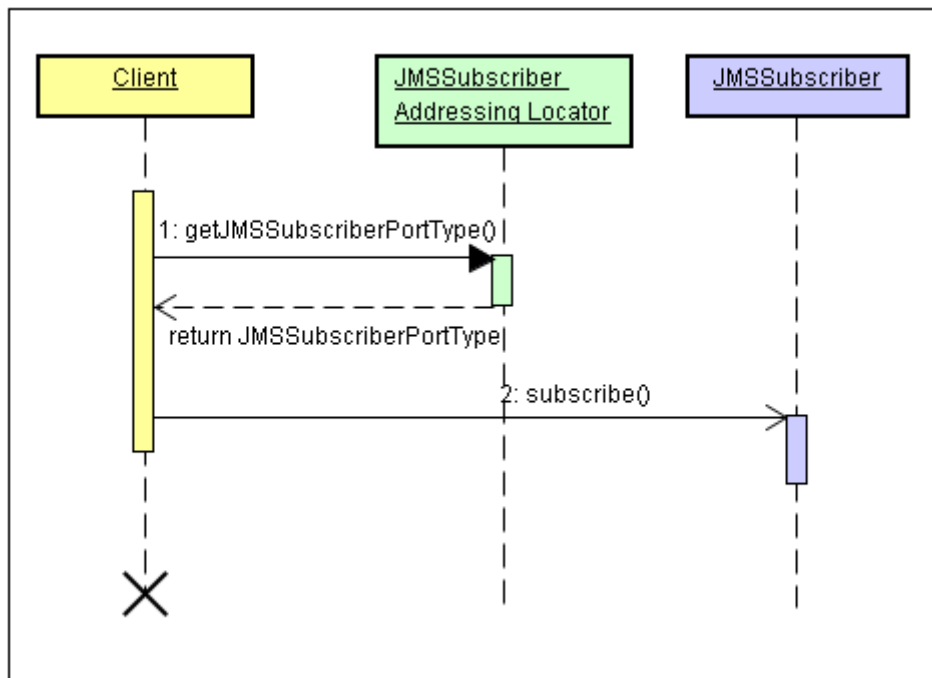 Client
JMSSubscriber
Addressing Locator
JMSSubscriber
1: getJMSSubscriberPortType()
return JMSSubscriberPortType
2: subscribe()